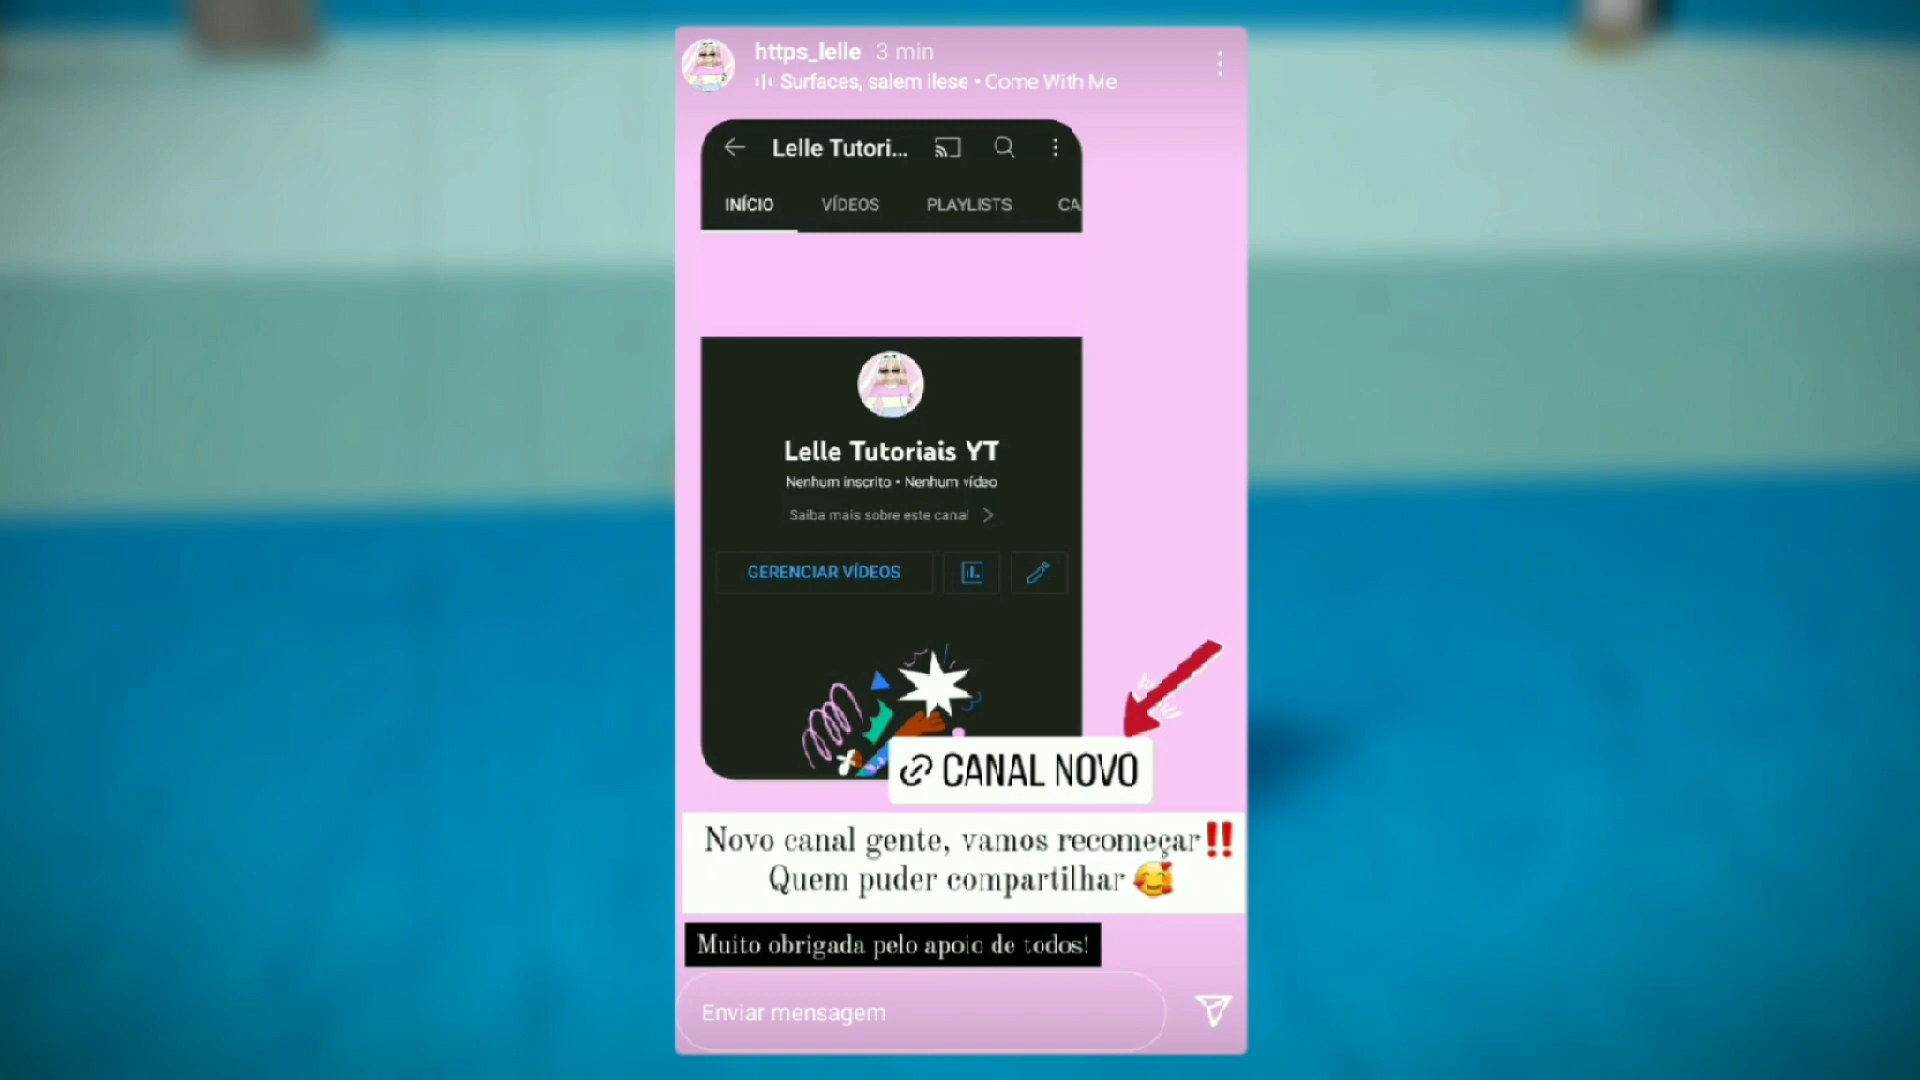 https_lelle 3 min
Surfaces, salem ilese • Come With Me
Lelle Tutori...
INÍCIO VÍDEOS PLAYLISTS CA
Lelle Tutoriais YT
Nenhum inscrito • Nenhum vídeo
Saiba mais sobre este canal
GERENCIAR VÍDEOS
CANAL NOVO
Novo canal gente, vamos recomeçar‼️
Quem puder compartilhar 🥰
Muito obrigada pelo apoio de todos!
Enviar mensagem